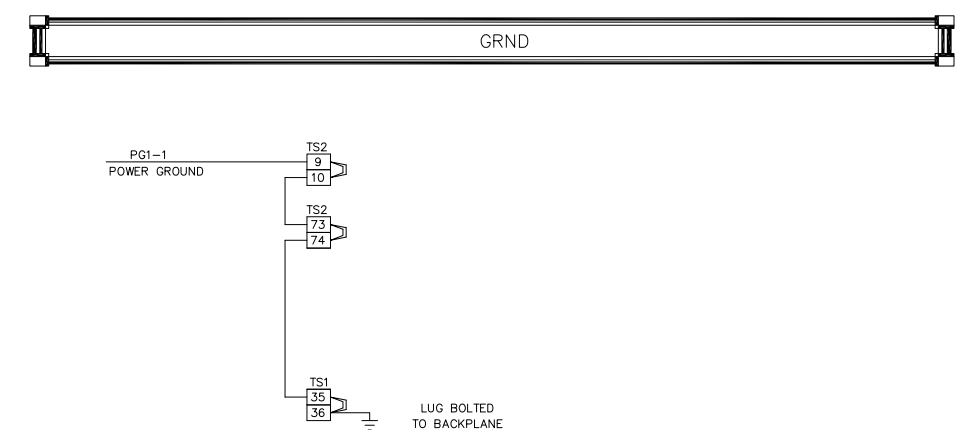 GRND
PG1-1
POWER GROUND
TS2
9
10
TS2
73
74
TS1
35
36
LUG BOLTED
TO BACKPLANE